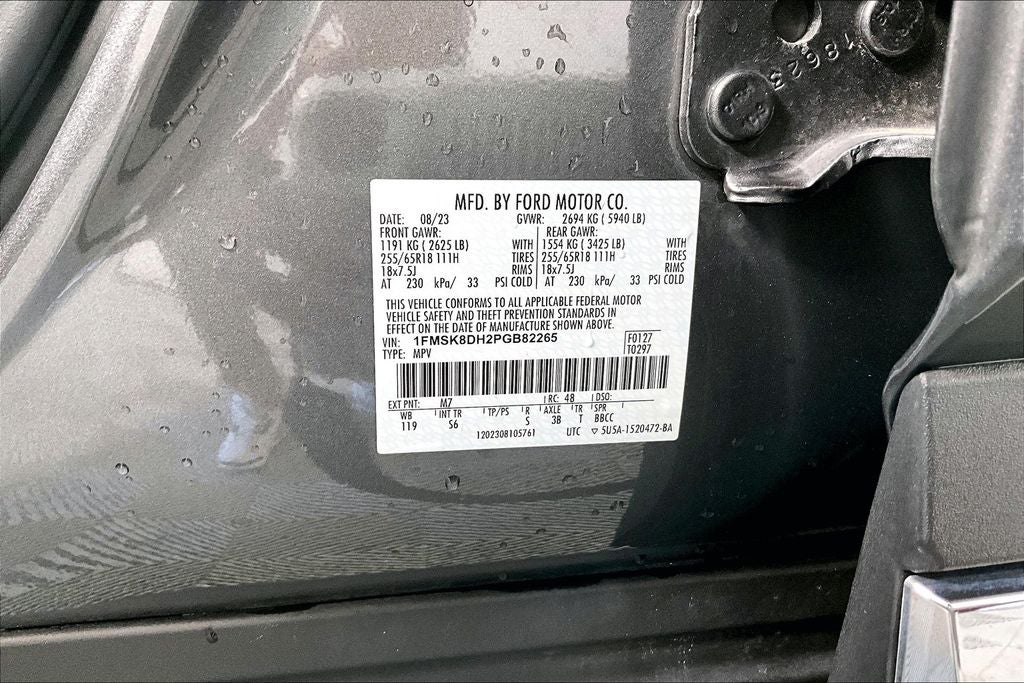 18623
MFD. BY FORD MOTOR CO.
DATE: 08/23 GVWR: 2694 KG ( 5940 LB)
FRONT GAWR: REAR GAWR:
1191 KG ( 2625 LB) WITH 1554 KG ( 3425 LB) WITH
255/65R18 111H TIRES 255/65R18 111H TIRES
18x7.5J RIMS 18x7.5J RIMS
AT 230 kPa/ 33 PSI COLD AT 230 kPa/ 33 PSI COLD
THIS VEHICLE CONFORMS TO ALL APPLICABLE FEDERAL MOTOR
VEHICLE SAFETY AND THEFT PREVENTION STANDARDS IN
EFFECT ON THE DATE OF MANUFACTURE SHOWN ABOVE.
VIN: 1FMSK8DH2PGB82265 F0127
TYPE: MPV T0297
EXT PNT: M7 RC: 48 DSO:
WB INT TR TP/PS R AXLE TR SPR
119 S6 S 3B T BBCC
1202308105761 UTC ▽ 5U5A-1520472-BA